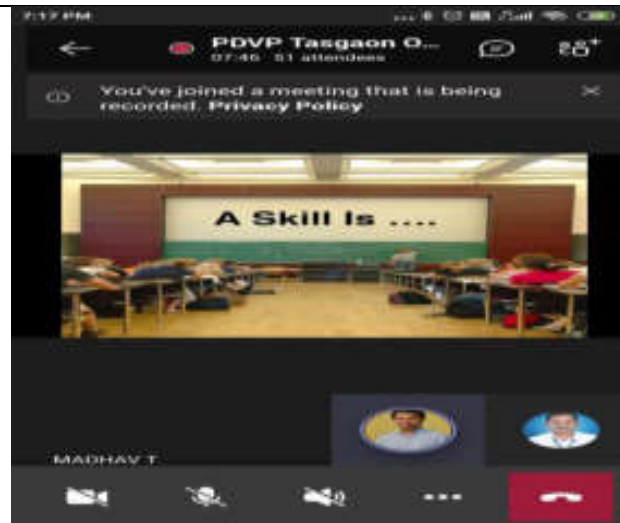 7:17 PM
PDVP Tasgaon O...
07:46 51 attendees
You've joined a meeting that is being
recorded. Privacy Policy
A Skill Is ....
MADHAV T